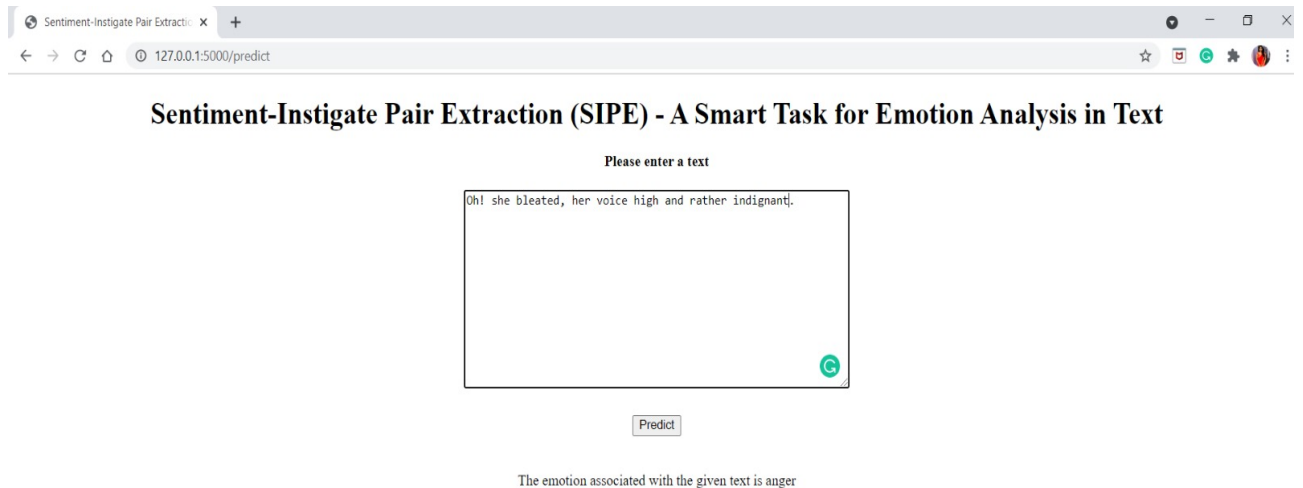 Sentiment-Instigate Pair Extractio
127.0.0.1:5000/predict
Sentiment-Instigate Pair Extraction (SIPE) - A Smart Task for Emotion Analysis in Text
Please enter a text
Oh! she bleated, her voice high and rather indignant.
Predict
The emotion associated with the given text is anger